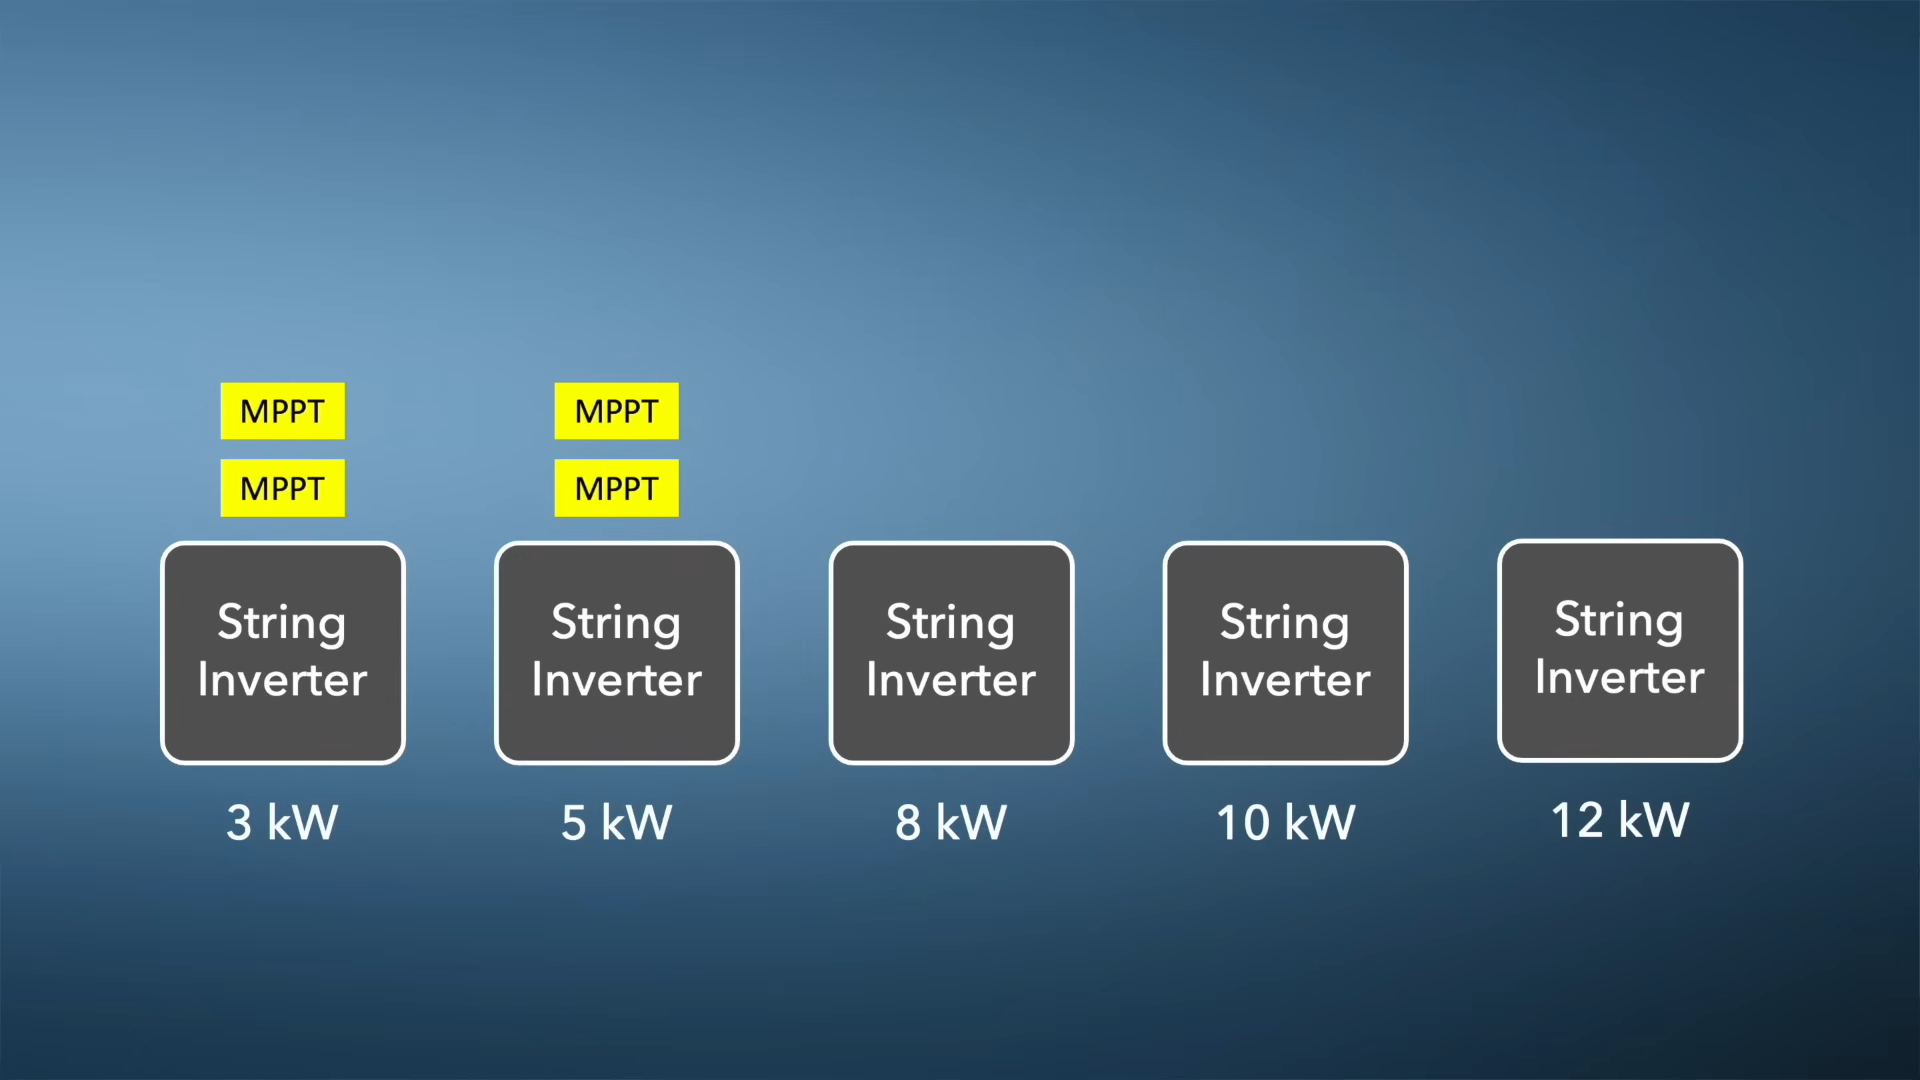 MPPT
MPPT
MPPT
MPPT
String
Inverter
String
Inverter
String
Inverter
String
Inverter
String
Inverter
3 kW
5 kW
8 kW
10 kW
12 kW